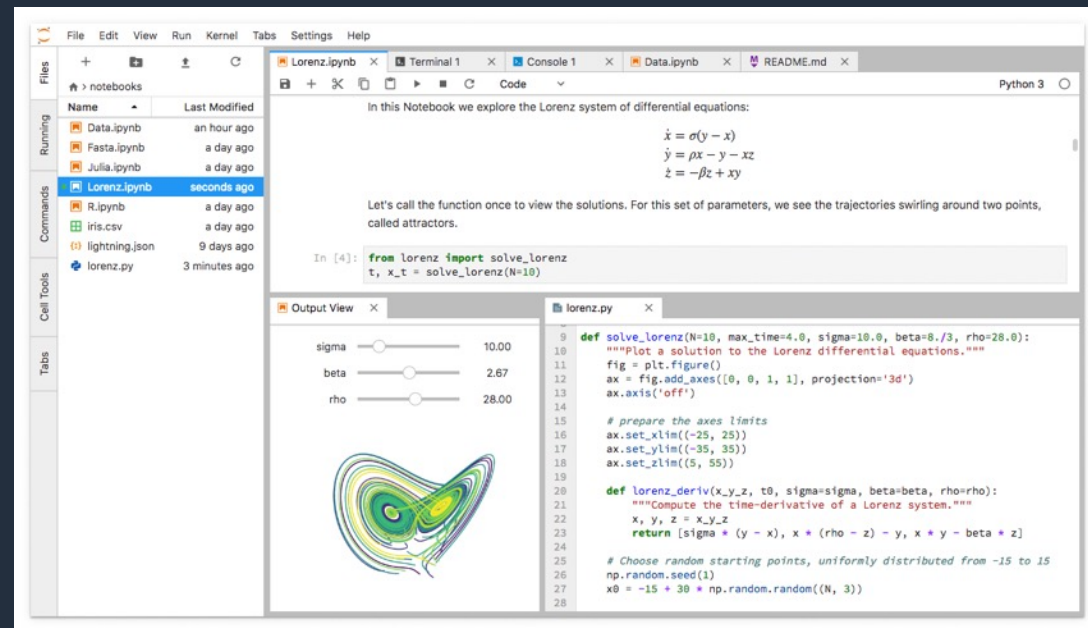 File Edit View Run Kernel Tabs Settings Help
Files
Running
Commands
Cell Tools
Tabs
> notebooks
Name Last Modified
Data.ipynb an hour ago
Fasta.ipynb a day ago
Julia.ipynb a day ago
Lorenz.ipynb seconds ago
R.ipynb a day ago
iris.csv a day ago
lightning.json 9 days ago
lorenz.py 3 minutes ago
Lorenz.ipynb Terminal 1 Console 1 Data.ipynb README.md
Code Python 3
In this Notebook we explore the Lorenz system of differential equations:
ẋ = σ(y − x)
ẏ = ρx − y − xz
ż = −βz + xy
Let's call the function once to view the solutions. For this set of parameters, we see the trajectories swirling around two points,
called attractors.
In [4]: from lorenz import solve_lorenz
t, x_t = solve_lorenz(N=10)
Output View
sigma 10.00
beta 2.67
rho 28.00
lorenz.py
9 def solve_lorenz(N=10, max_time=4.0, sigma=10.0, beta=8./3, rho=28.0):
10 """Plot a solution to the Lorenz differential equations."""
11 fig = plt.figure()
12 ax = fig.add_axes([0, 0, 1, 1], projection='3d')
13 ax.axis('off')
14
15 # prepare the axes limits
16 ax.set_xlim((-25, 25))
17 ax.set_ylim((-35, 35))
18 ax.set_zlim((5, 55))
19
20 def lorenz_deriv(x_y_z, t0, sigma=sigma, beta=beta, rho=rho):
21 """Compute the time-derivative of a Lorenz system."""
22 x, y, z = x_y_z
23 return [sigma * (y - x), x * (rho - z) - y, x * y - beta * z]
24
25 # Choose random starting points, uniformly distributed from -15 to 15
26 np.random.seed(1)
27 x0 = -15 + 30 * np.random.random((N, 3))
28